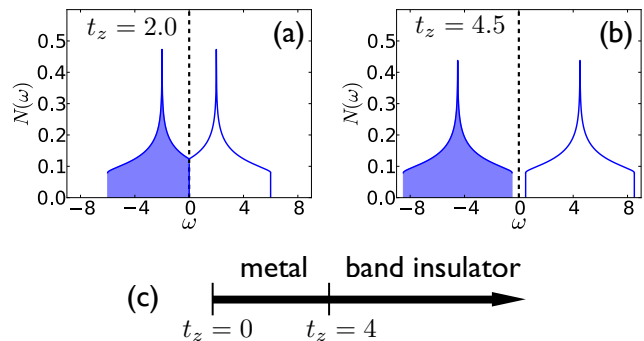 t_z = 2.0
(a)
N(ω)
0.5
0.4
0.3
0.2
0.1
0.0
−8 −4 0 4 8
ω
t_z = 4.5
(b)
N(ω)
0.5
0.4
0.3
0.2
0.1
0.0
−8 −4 0 4 8
ω
metal band insulator
(c)
t_z = 0 t_z = 4